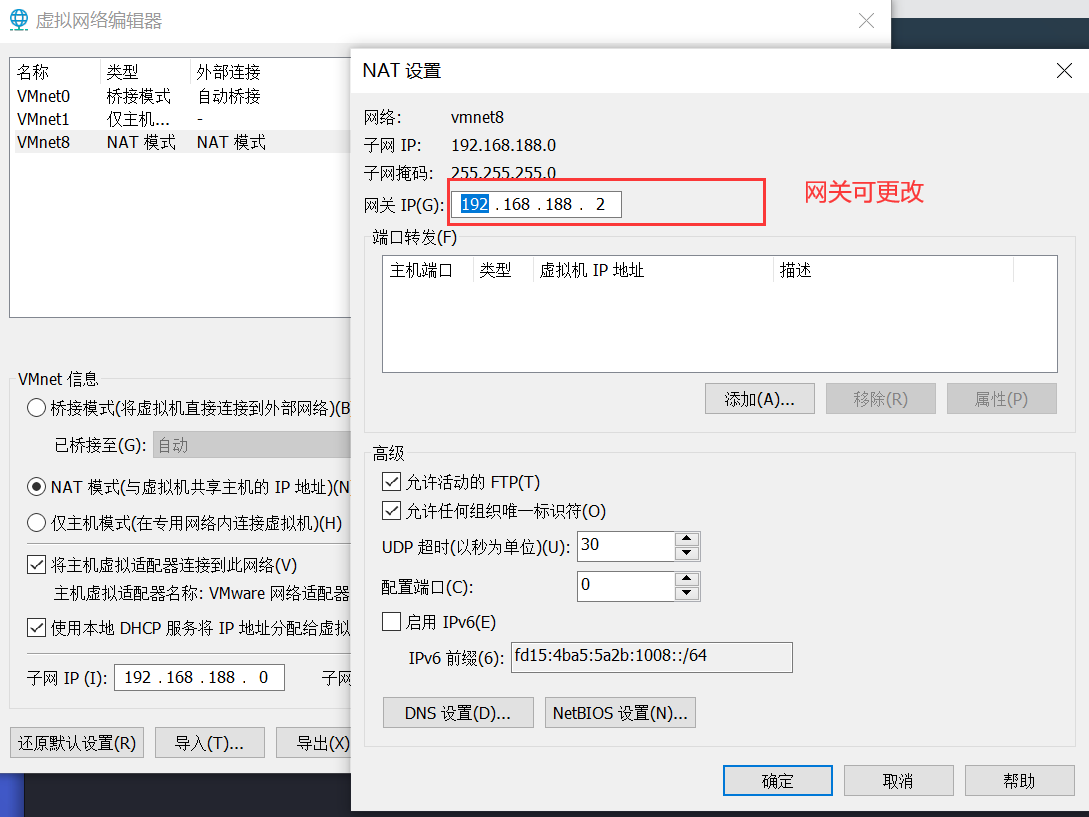 虚拟网络编辑器
名称 类型 外部连接
VMnet0 桥接模式 自动桥接
VMnet1 仅主机... -
VMnet8 NAT 模式 NAT 模式
VMnet 信息
桥接模式(将虚拟机直接连接到外部网络)(B
已桥接至(G): 自动
NAT 模式(与虚拟机共享主机的 IP 地址)(N
仅主机模式(在专用网络内连接虚拟机)(H)
将主机虚拟适配器连接到此网络(V)
主机虚拟适配器名称: VMware 网络适配器
使用本地 DHCP 服务将 IP 地址分配给虚拟
子网 IP (I): 192 . 168 . 188 . 0 子网
还原默认设置(R) 导入(T)... 导出(X)
NAT 设置
网络: vmnet8
子网 IP: 192.168.188.0
子网掩码: 255.255.255.0
网关 IP(G): 192 . 168 . 188 . 2
网关可更改
端口转发(F)
主机端口 类型 虚拟机 IP 地址 描述
添加(A)... 移除(R) 属性(P)
高级
允许活动的 FTP(T)
允许任何组织唯一标识符(O)
UDP 超时(以秒为单位)(U): 30
配置端口(C): 0
启用 IPv6(E)
IPv6 前缀(6): fd15:4ba5:5a2b:1008::/64
DNS 设置(D)... NetBIOS 设置(N)...
确定 取消 帮助